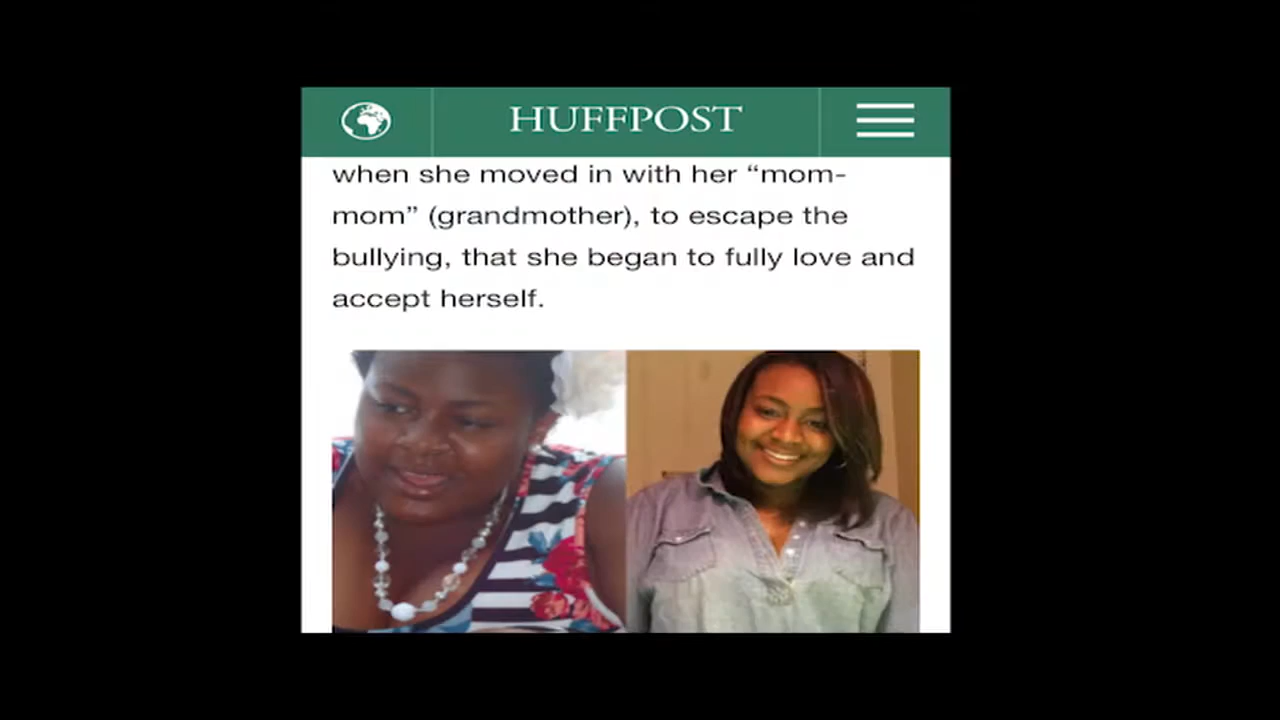 HUFFPOST
when she moved in with her “mom-
mom” (grandmother), to escape the
bullying, that she began to fully love and
accept herself.